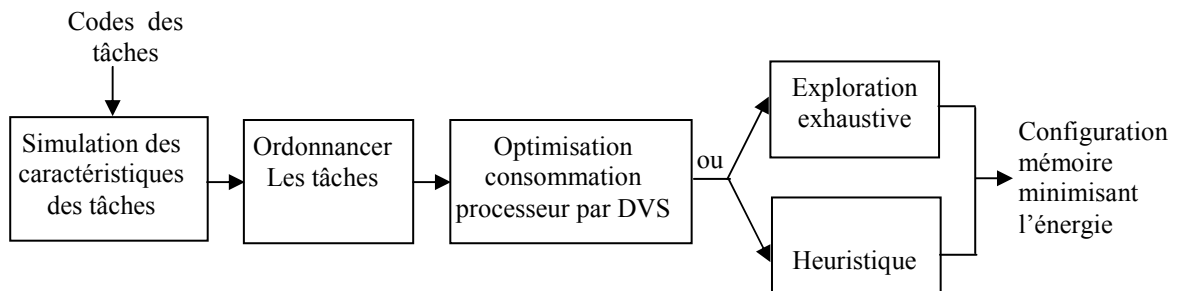 Codes des
tâches
Simulation des
caractéristiques
des tâches
Ordonnancer
Les tâches
Optimisation
consommation
processeur par DVS
ou
Exploration
exhaustive
Heuristique
Configuration
mémoire
minimisant
l’énergie